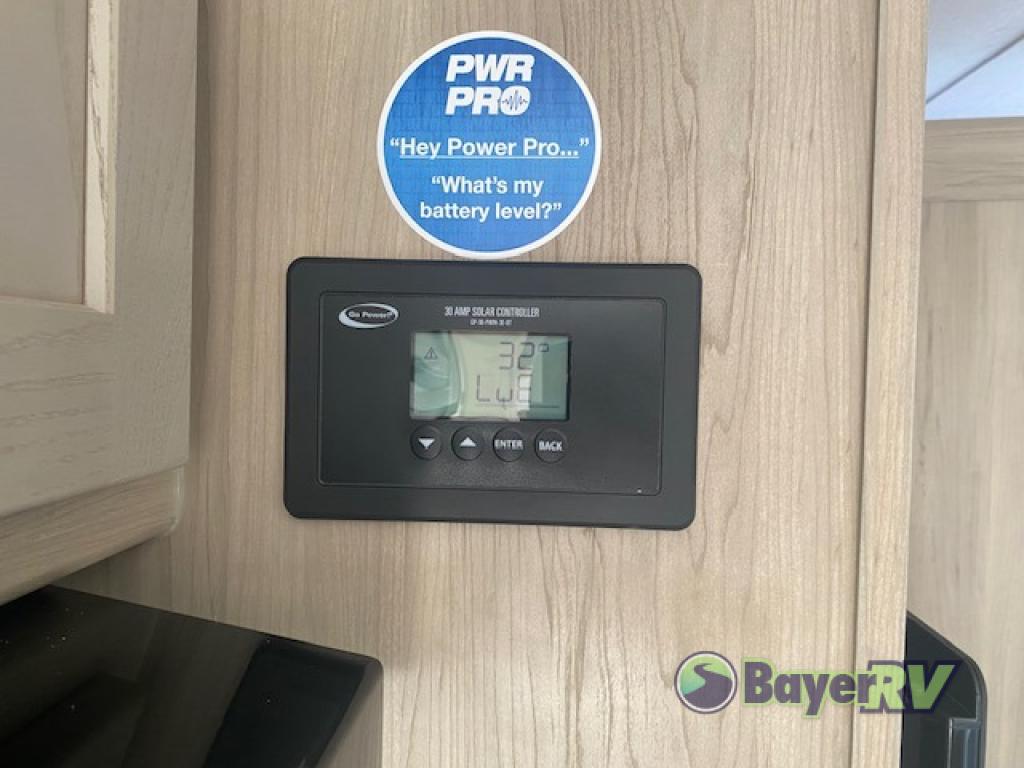 PWR
PRO
“Hey Power Pro...”
“What's my
battery level?”
Go Power!
30 AMP SOLAR CONTROLLER
32°
ENTER
BACK
BayerRV